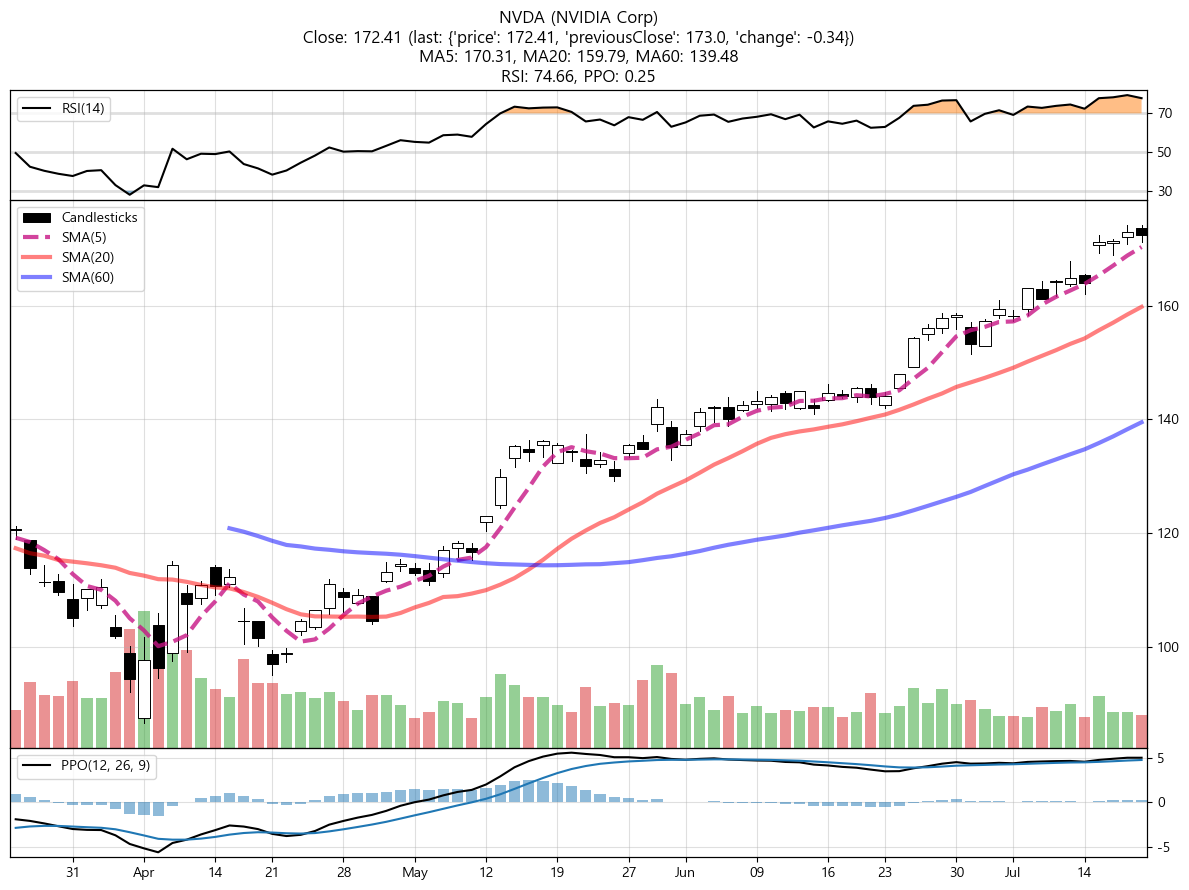 NVDA (NVIDIA Corp)
Close: 172.41 (last: {'price': 172.41, 'previousClose': 173.0, 'change': -0.34})
MA5: 170.31, MA20: 159.79, MA60: 139.48
RSI: 74.66, PPO: 0.25
RSI(14)
70
50
30
Candlesticks
SMA(5)
SMA(20)
SMA(60)
160
140
120
100
PPO(12, 26, 9)
5
0
-5
31 Apr 14 21 28 May 12 19 27 Jun 09 16 23 30 Jul 14